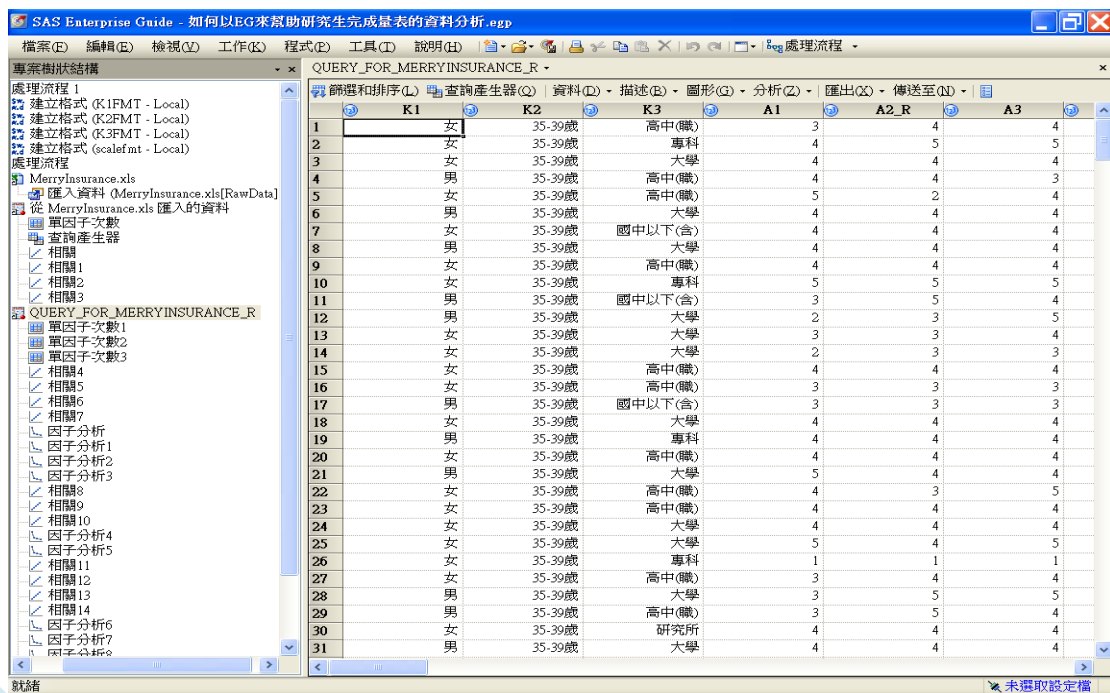 SAS Enterprise Guide - 如何以EG來幫助研究生完成量表的資料分析.egp
檔案(F) 編輯(E) 檢視(V) 工作(K) 程式(P) 工具(T) 說明(H) 處理流程
專案樹狀結構
處理流程 1
建立格式 (K1FMT - Local)
建立格式 (K2FMT - Local)
建立格式 (K3FMT - Local)
建立格式 (scalefmt - Local)
處理流程
MerryInsurance.xls
匯入資料 (MerryInsurance.xls[RawData]
從 MerryInsurance.xls 匯入的資料
單因子次數
查詢產生器
相關
相關1
相關2
相關3
QUERY_FOR_MERRYINSURANCE_R
單因子次數1
單因子次數2
單因子次數3
相關4
相關5
相關6
相關7
因子分析
因子分析1
因子分析2
因子分析3
相關8
相關9
相關10
因子分析4
因子分析5
相關11
相關12
相關13
相關14
因子分析6
因子分析7
因子分析8
QUERY_FOR_MERRYINSURANCE_R
篩選和排序(L) 查詢產生器(Q) 資料(D) 描述(B) 圖形(G) 分析(Z) 匯出(X) 傳送至(N)
K1 K2 K3 A1 A2_R A3
1 女 35-39歲 高中(職) 3 4 4
2 女 35-39歲 專科 4 5 5
3 女 35-39歲 大學 4 4 4
4 男 35-39歲 高中(職) 4 4 3
5 女 35-39歲 高中(職) 5 2 4
6 男 35-39歲 大學 4 4 4
7 女 35-39歲 國中以下(含) 4 4 4
8 男 35-39歲 大學 4 4 4
9 女 35-39歲 高中(職) 4 4 4
10 女 35-39歲 專科 5 5 5
11 男 35-39歲 國中以下(含) 3 5 4
12 男 35-39歲 大學 2 3 5
13 女 35-39歲 大學 3 3 4
14 女 35-39歲 大學 2 3 3
15 女 35-39歲 高中(職) 4 4 4
16 女 35-39歲 高中(職) 3 3 3
17 男 35-39歲 國中以下(含) 3 3 3
18 女 35-39歲 大學 4 4 4
19 男 35-39歲 專科 4 4 4
20 女 35-39歲 高中(職) 4 4 4
21 男 35-39歲 大學 5 4 4
22 女 35-39歲 高中(職) 4 3 5
23 女 35-39歲 高中(職) 4 4 4
24 女 35-39歲 大學 4 4 4
25 女 35-39歲 大學 5 4 5
26 女 35-39歲 專科 1 1 1
27 女 35-39歲 高中(職) 3 4 4
28 男 35-39歲 大學 3 5 5
29 男 35-39歲 高中(職) 3 5 4
30 女 35-39歲 研究所 4 4 4
31 男 35-39歲 大學 4 4 4
就緒
未選取設定檔